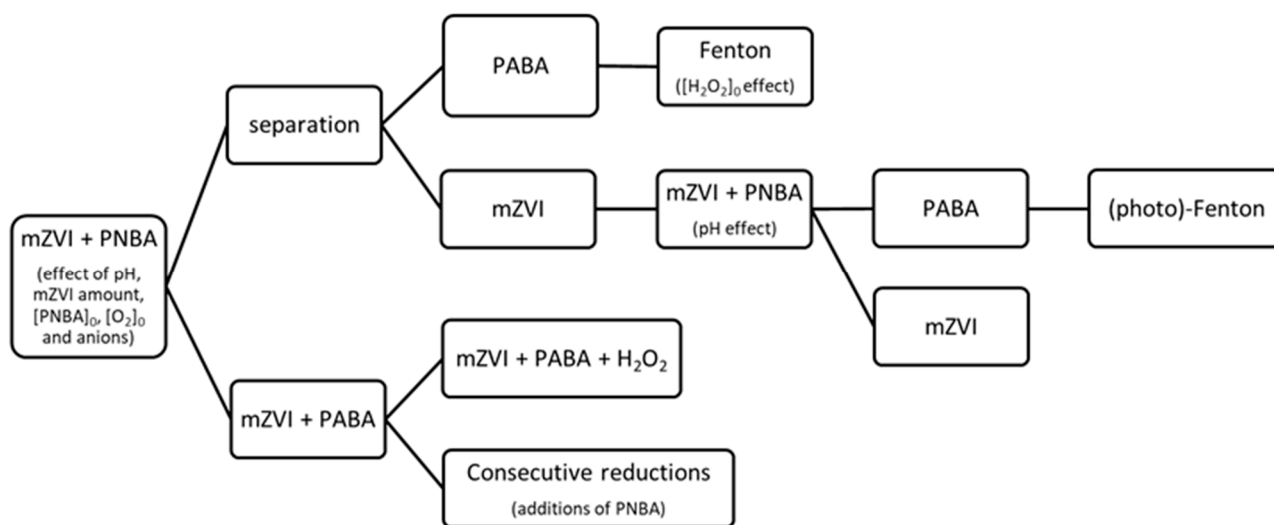 PABA
Fenton
([H₂O₂]₀ effect)
separation
mZVI
mZVI + PNBA
(pH effect)
PABA
(photo)-Fenton
mZVI + PNBA
(effect of pH,
mZVI amount,
[PNBA]₀, [O₂]₀
and anions)
mZVI
mZVI + PABA + H₂O₂
mZVI + PABA
Consecutive reductions
(additions of PNBA)